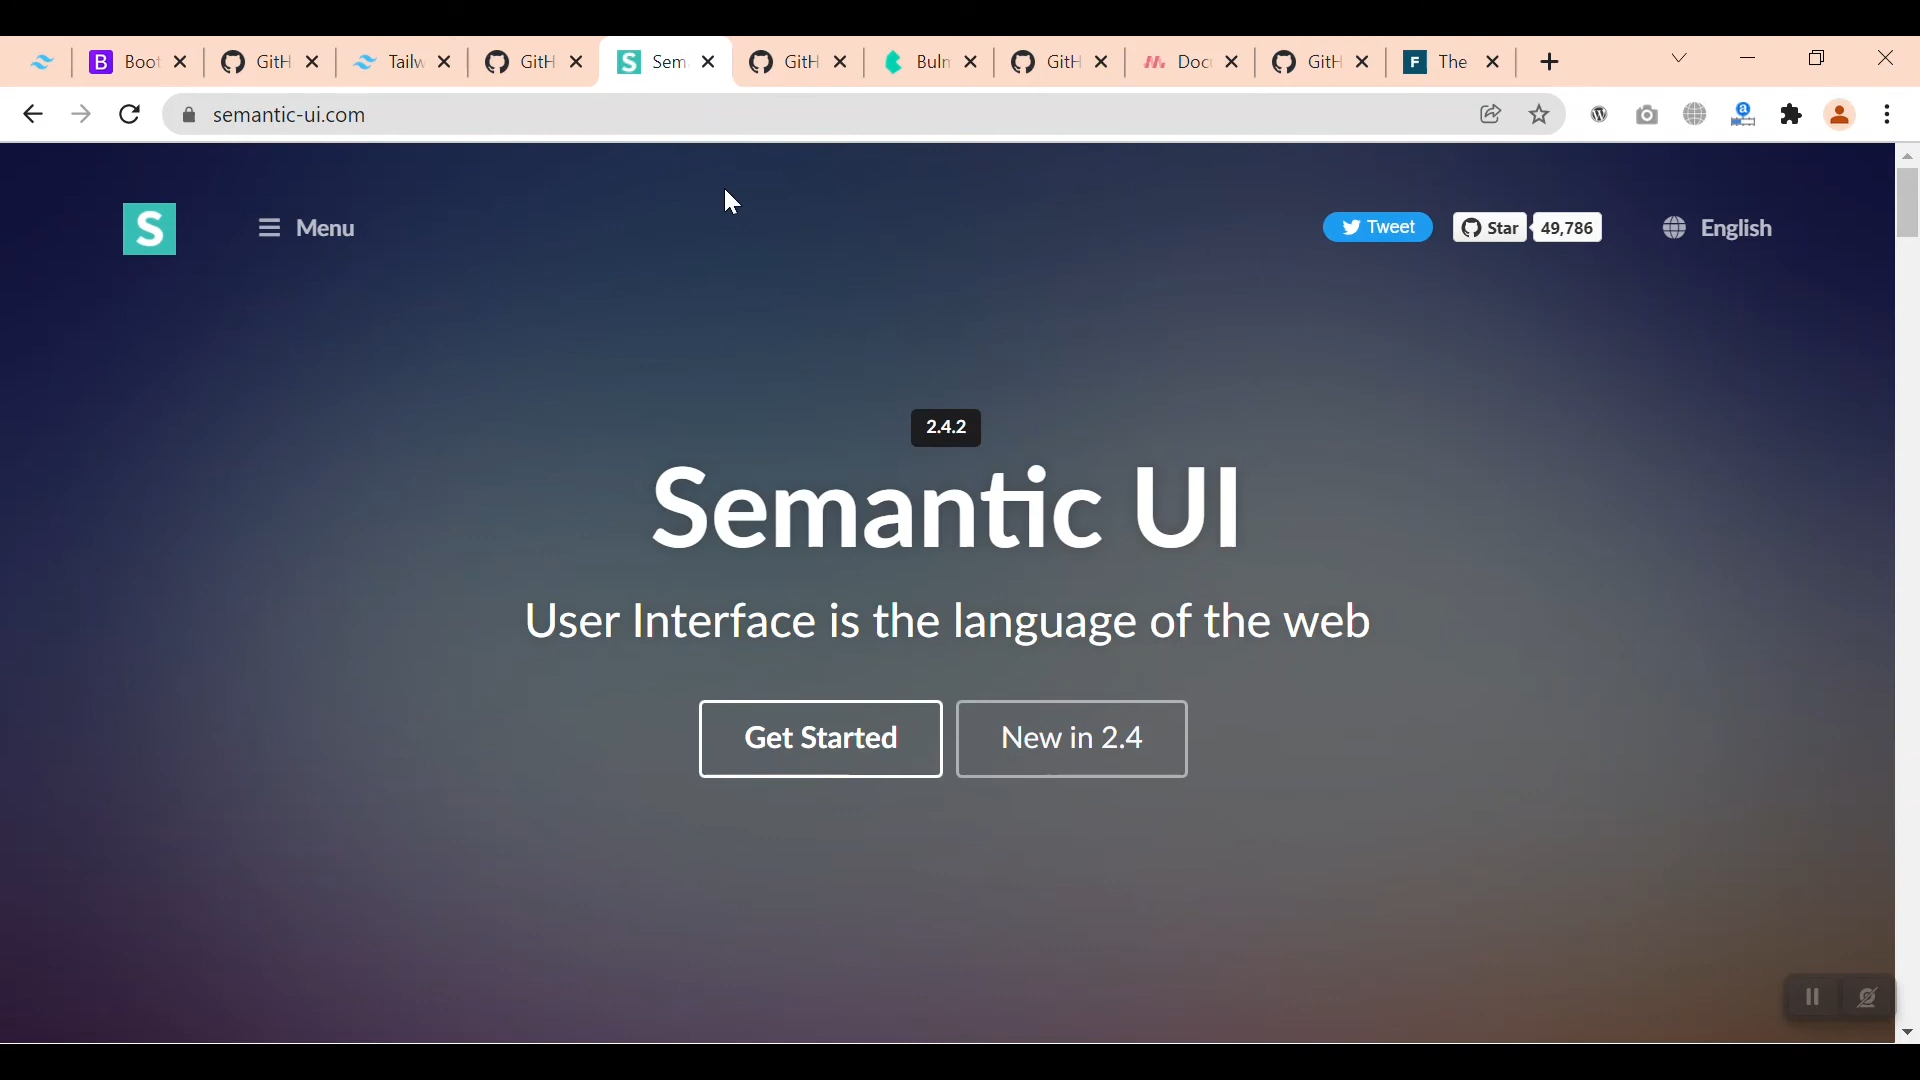 B Boot GitH Tailw GitH S Sem GitH Buln GitH Doc GitH F The
semantic-ui.com
S Menu Tweet Star 49,786 English
2.4.2
Semantic UI
User Interface is the language of the web
Get Started New in 2.4